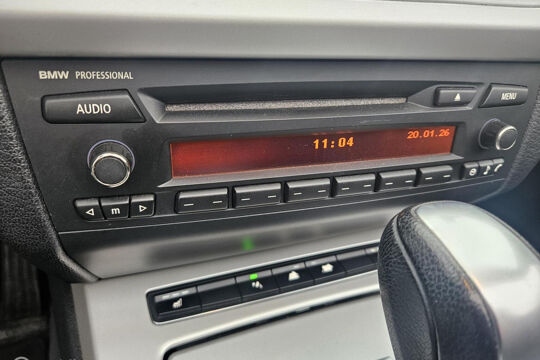 BMW PROFESSIONAL
AUDIO
MENU
11:04
20.01.26
m